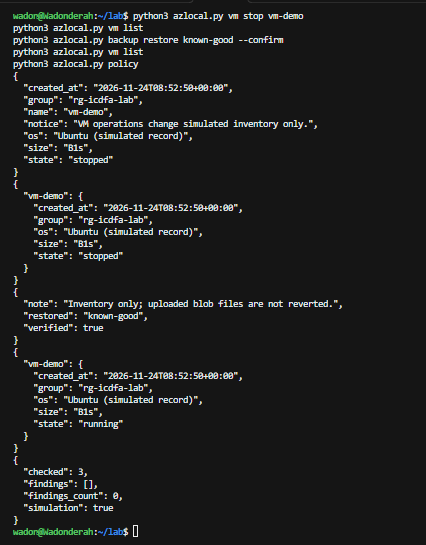 wadon@Wadonderah:~/lab$ python3 azlocal.py vm stop vm-demo
python3 azlocal.py vm list
python3 azlocal.py backup restore known-good --confirm
python3 azlocal.py vm list
python3 azlocal.py policy
{
  "created_at": "2026-11-24T08:52:50+00:00",
  "group": "rg-icdfa-lab",
  "name": "vm-demo",
  "notice": "VM operations change simulated inventory only.",
  "os": "Ubuntu (simulated record)",
  "size": "B1s",
  "state": "stopped"
}
{
  "vm-demo": {
    "created_at": "2026-11-24T08:52:50+00:00",
    "group": "rg-icdfa-lab",
    "os": "Ubuntu (simulated record)",
    "size": "B1s",
    "state": "stopped"
  }
}
{
  "note": "Inventory only; uploaded blob files are not reverted.",
  "restored": "known-good",
  "verified": true
}
{
  "vm-demo": {
    "created_at": "2026-11-24T08:52:50+00:00",
    "group": "rg-icdfa-lab",
    "os": "Ubuntu (simulated record)",
    "size": "B1s",
    "state": "running"
  }
}
{
  "checked": 3,
  "findings": [],
  "findings_count": 0,
  "simulation": true
}
wadon@Wadonderah:~/lab$